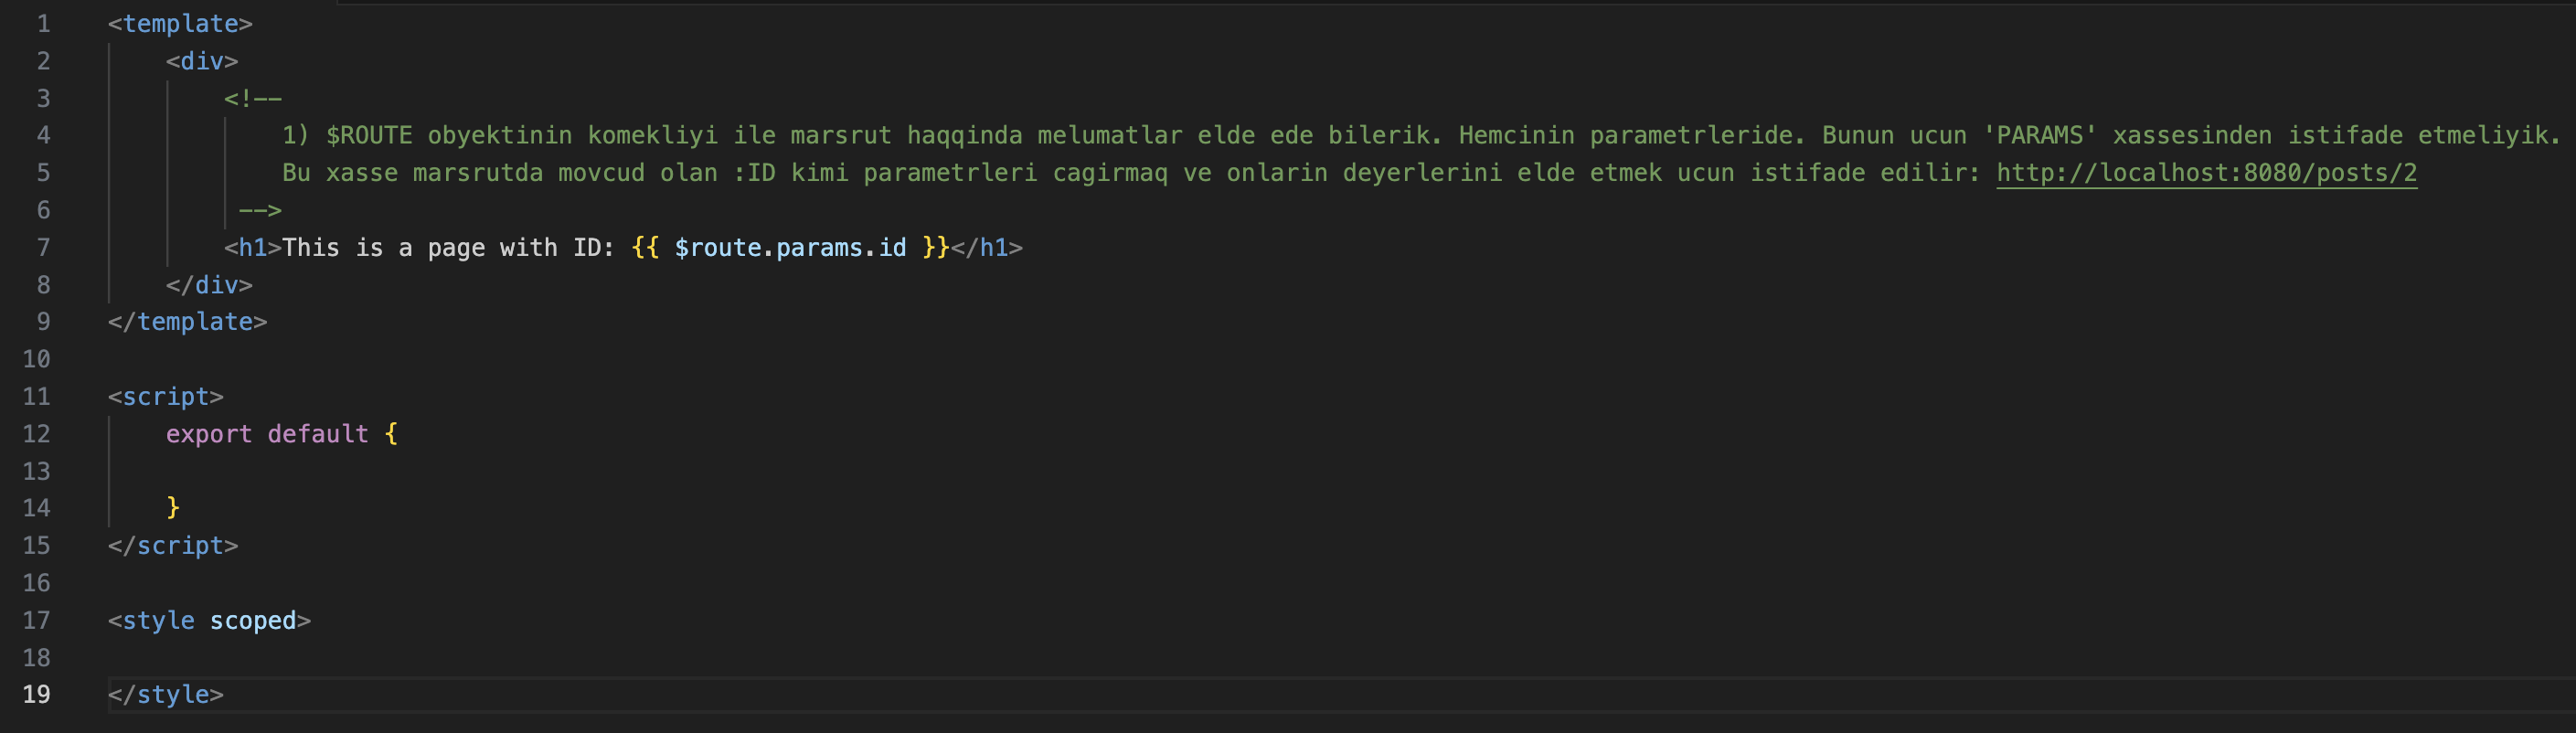 1 <template>
2 <div>
3 <!--
4 1) $ROUTE obyektinin komekliyi ile marsrut haqqinda melumatlar elde ede bilerik. Hemcinin parametrleride. Bunun ucun 'PARAMS' xassesinden istifade etmeliyik.
5 Bu xasse marsrutda movcud olan :ID kimi parametrleri cagirmaq ve onlarin deyerlerini elde etmek ucun istifade edilir: http://localhost:8080/posts/2
6 -->
7 <h1>This is a page with ID: {{ $route.params.id }}</h1>
8 </div>
9 </template>
10
11 <script>
12 export default {
13
14 }
15 </script>
16
17 <style scoped>
18
19 </style>